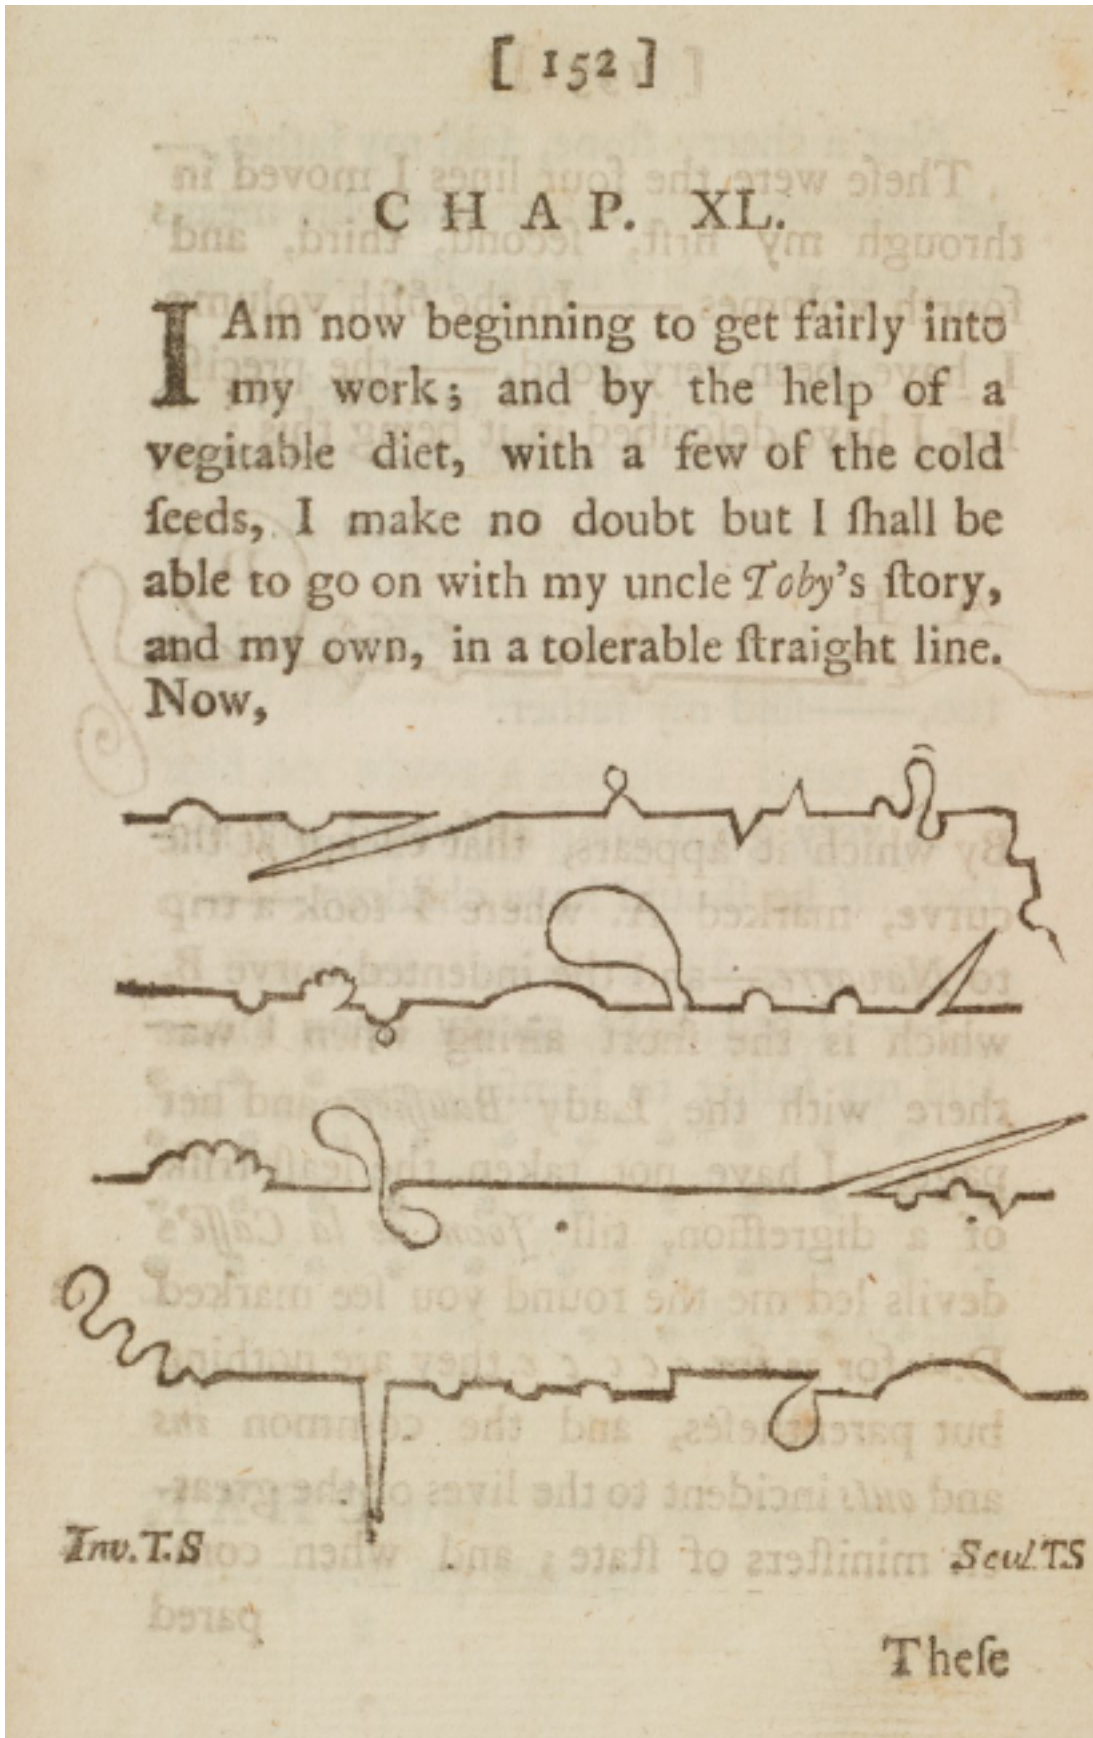 [ 152 ]
CHAP. XL.
I Am now beginning to get fairly into
my work; and by the help of a
vegitable diet, with a few of the cold
ſeeds, I make no doubt but I ſhall be
able to go on with my uncle Toby's ſtory,
and my own, in a tolerable ſtraight line.
Now,
Inv.T.S
Scul.T.S
Theſe